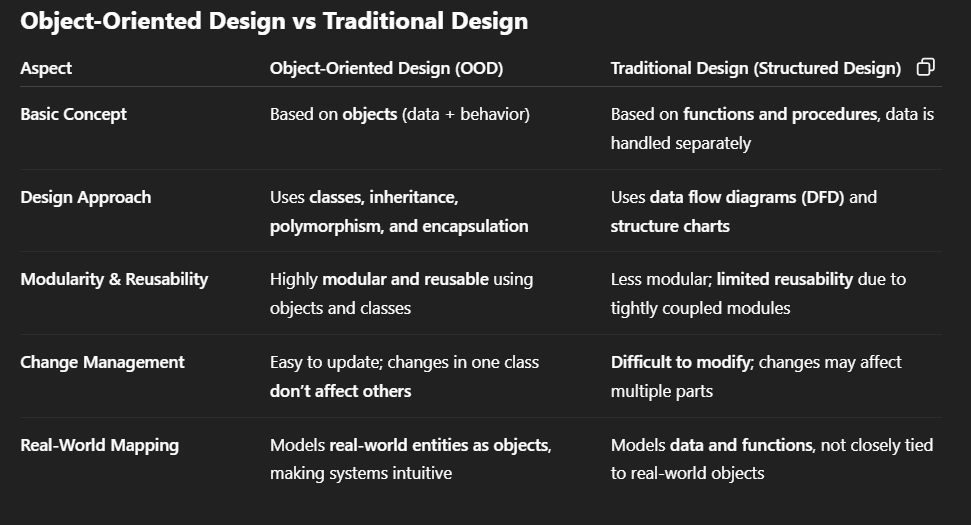 Object-Oriented Design vs Traditional Design
Aspect Object-Oriented Design (OOD) Traditional Design (Structured Design)
Basic Concept Based on objects (data + behavior) Based on functions and procedures, data is
handled separately
Design Approach Uses classes, inheritance, Uses data flow diagrams (DFD) and
polymorphism, and encapsulation structure charts
Modularity & Reusability Highly modular and reusable using Less modular; limited reusability due to
objects and classes tightly coupled modules
Change Management Easy to update; changes in one class Difficult to modify; changes may affect
don’t affect others multiple parts
Real-World Mapping Models real-world entities as objects, Models data and functions, not closely tied
making systems intuitive to real-world objects